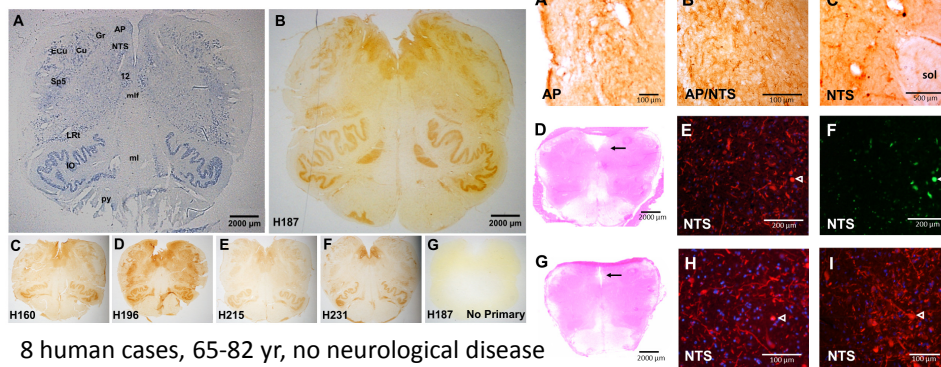 A
B
Gr
AP
ECu
Cu
NTS
Sp5
12
mlf
LRt
IO
ml
py
2000 µm
H187
2000 µm
C
D
E
F
G
H160
H196
H215
H231
H187 No Primary
8 human cases, 65-82 yr, no neurological disease
A
B
C
AP
100 µm
AP/NTS
100 µm
sol
NTS
500 µm
D
E
F
2000 µm
NTS
200 µm
NTS
200 µm
G
H
I
2000 µm
NTS
100 µm
NTS
100 µm